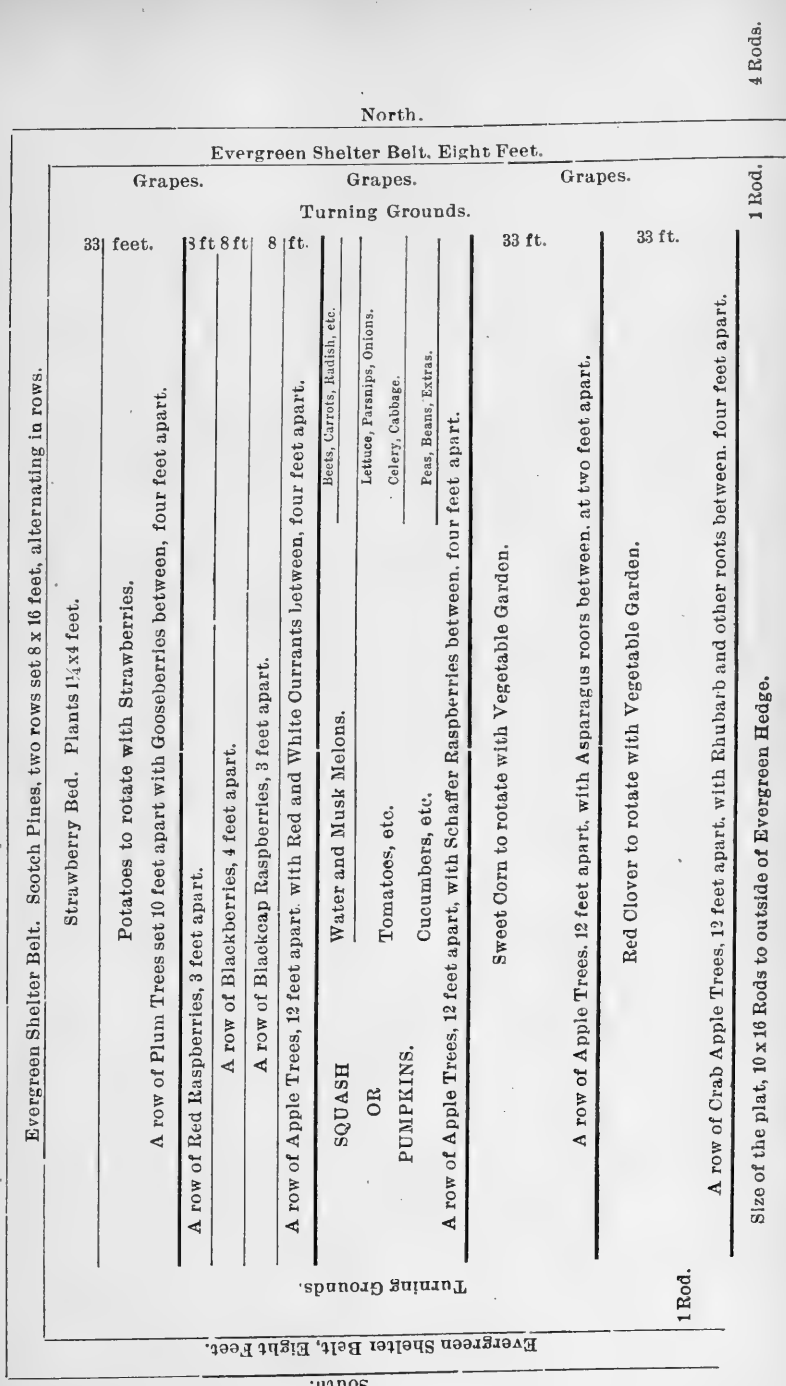 4 Rods.
North.
Evergreen Shelter Belt. Eight Feet.
Grapes. Grapes. Grapes.
1 Rod.
Turning Grounds.
33 feet. 8 ft 8 ft 8 ft. 33 ft. 33 ft.
Evergreen Shelter Belt. Scotch Pines, two rows set 8 x 16 feet, alternating in rows.
Strawberry Bed. Plants 1¼x4 feet.
Potatoes to rotate with Strawberries.
A row of Plum Trees set 10 feet apart with Gooseberries between, four feet apart.
A row of Red Raspberries, 3 feet apart.
A row of Blackberries, 4 feet apart.
A row of Blackcap Raspberries, 3 feet apart.
A row of Apple Trees, 12 feet apart. with Red and White Currants between, four feet apart.
SQUASH
OR
PUMPKINS.
Water and Musk Melons.
Tomatoes, etc.
Cucumbers, etc.
Beets, Carrots, Radish, etc.
Lettuce, Parsnips, Onions.
Celery, Cabbage.
Peas, Beans, Extras.
A row of Apple Trees, 12 feet apart, with Schaffer Raspberries between, four feet apart.
Sweet Corn to rotate with Vegetable Garden.
A row of Apple Trees. 12 feet apart, with Asparagus roots between, at two feet apart.
Red Clover to rotate with Vegetable Garden.
A row of Crab Apple Trees, 12 feet apart, with Rhubarb and other roots between, four feet apart.
Size of the plat, 10 x 16 Rods to outside of Evergreen Hedge.
Turning Grounds.
1 Rod.
Evergreen Shelter Belt, Eight Feet.
South.